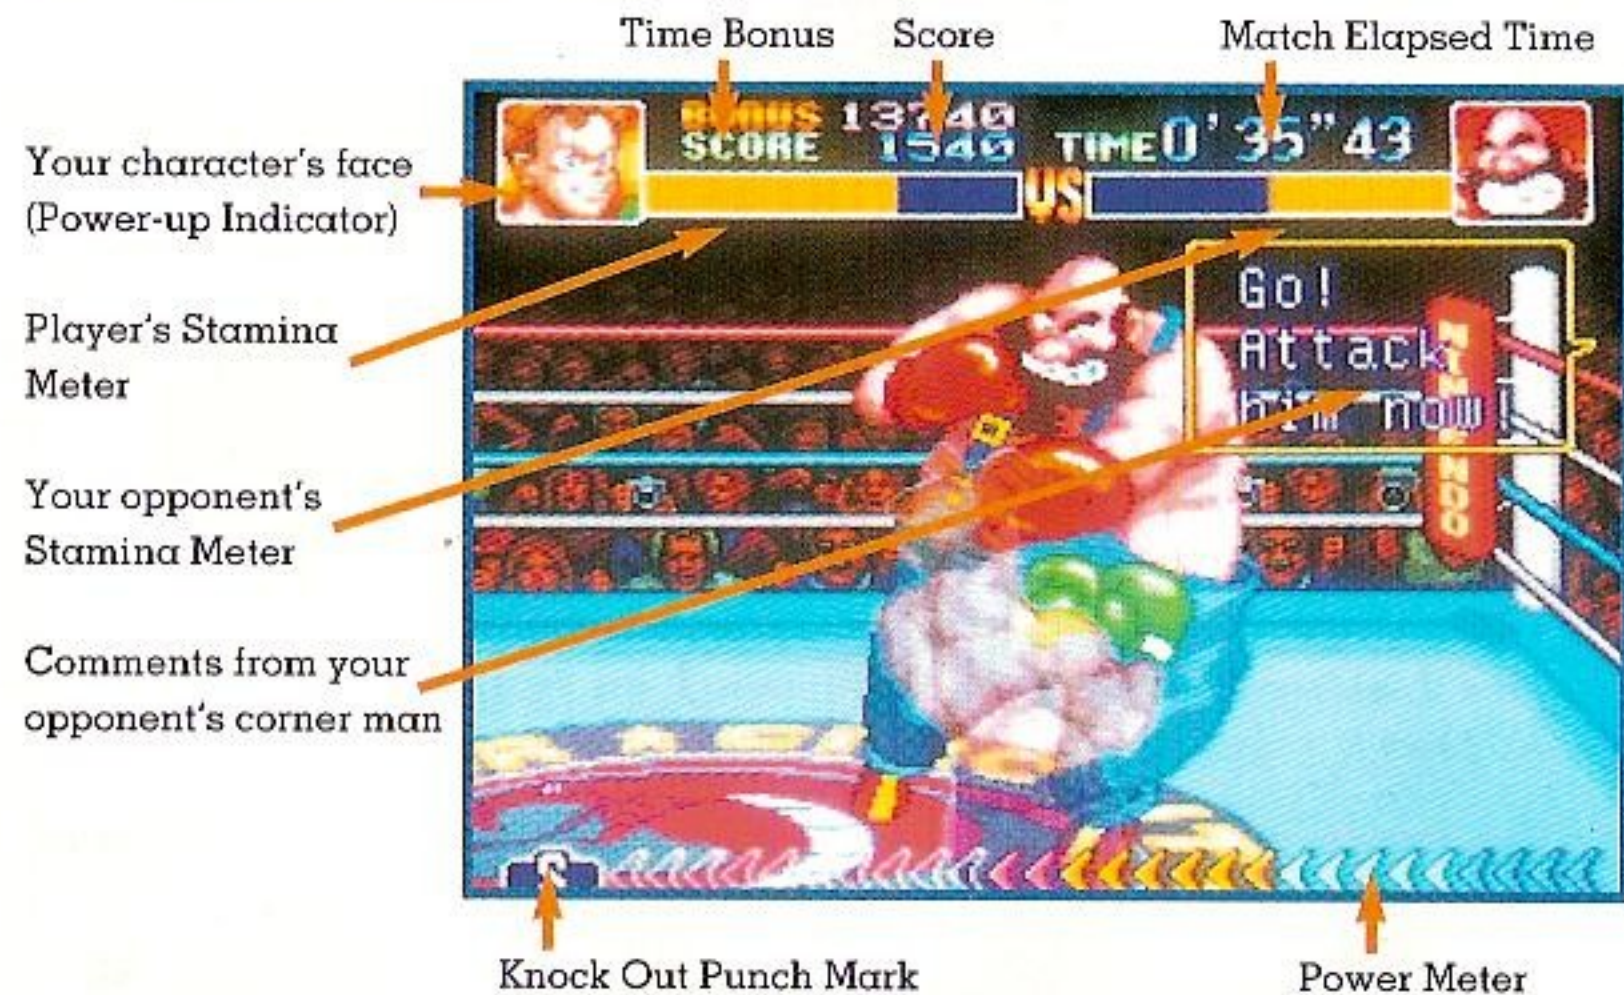 Time Bonus
Score
Match Elapsed Time
BONUS 13740
SCORE 1540
TIME 0'35"43
VS
Your character's face
(Power-up Indicator)
Player's Stamina
Meter
Your opponent's
Stamina Meter
Comments from your
opponent's corner man
Go!
Attack
him now!
NINTENDO
Knock Out Punch Mark
Power Meter